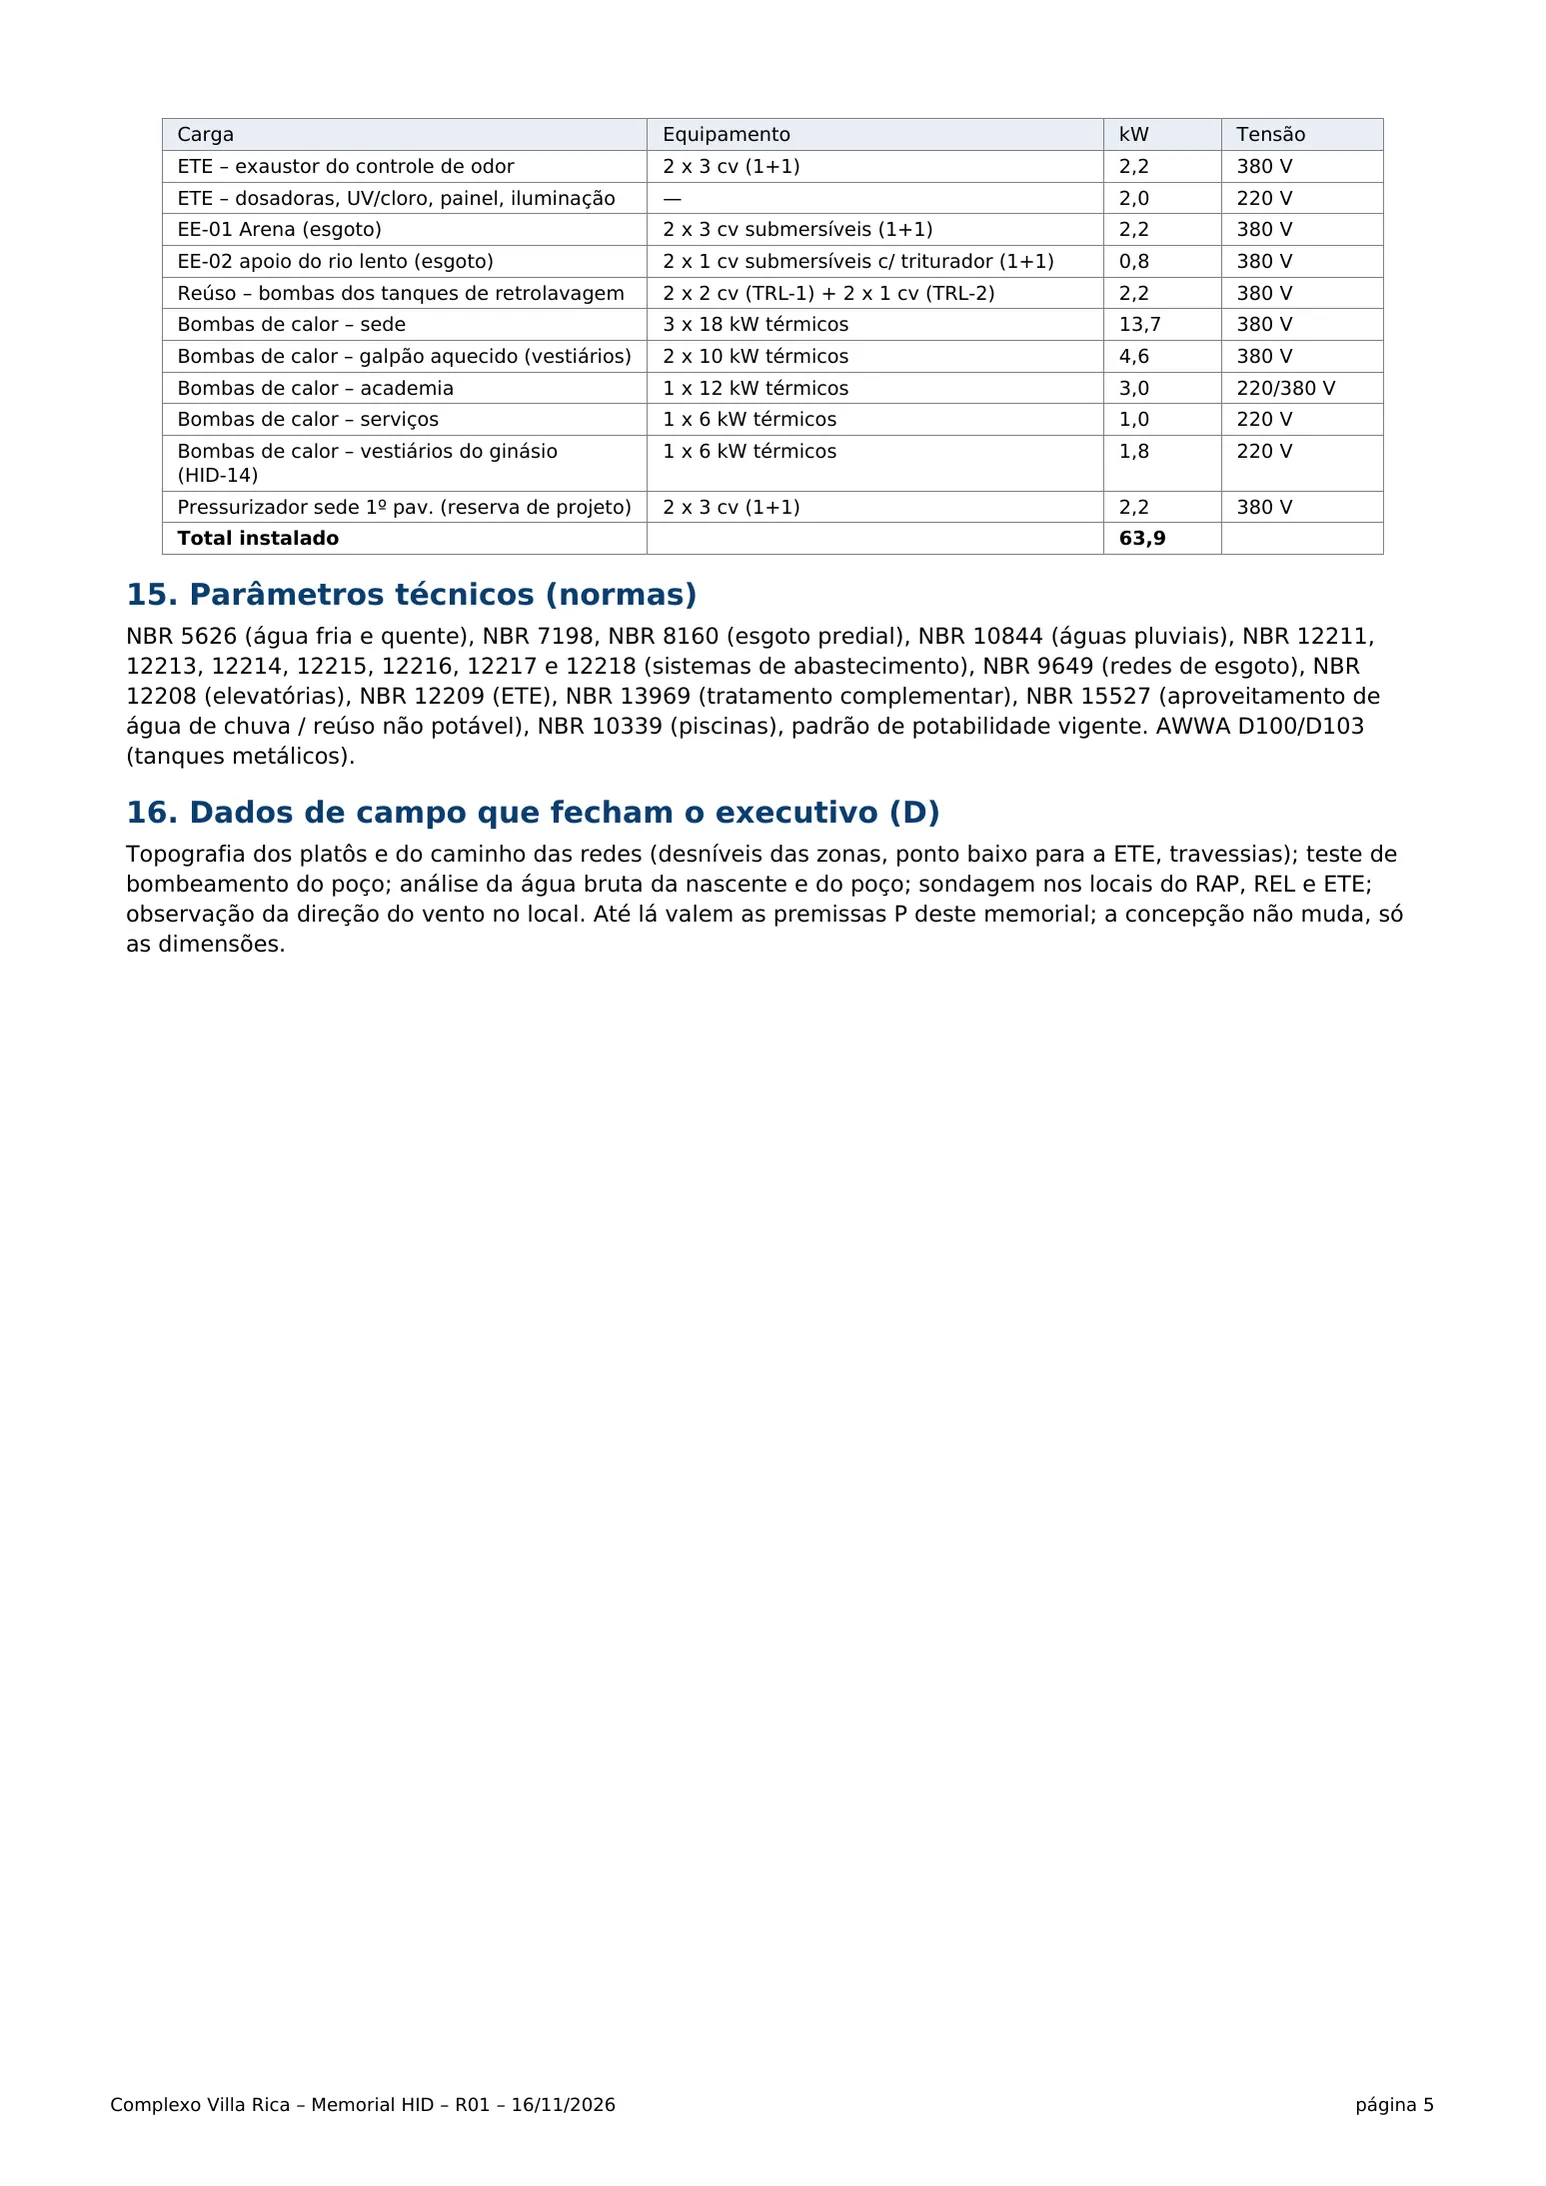 Carga Equipamento kW Tensão
ETE – exaustor do controle de odor 2 x 3 cv (1+1) 2,2 380 V
ETE – dosadoras, UV/cloro, painel, iluminação — 2,0 220 V
EE-01 Arena (esgoto) 2 x 3 cv submersíveis (1+1) 2,2 380 V
EE-02 apoio do rio lento (esgoto) 2 x 1 cv submersíveis c/ triturador (1+1) 0,8 380 V
Reúso – bombas dos tanques de retrolavagem 2 x 2 cv (TRL-1) + 2 x 1 cv (TRL-2) 2,2 380 V
Bombas de calor – sede 3 x 18 kW térmicos 13,7 380 V
Bombas de calor – galpão aquecido (vestiários) 2 x 10 kW térmicos 4,6 380 V
Bombas de calor – academia 1 x 12 kW térmicos 3,0 220/380 V
Bombas de calor – serviços 1 x 6 kW térmicos 1,0 220 V
Bombas de calor – vestiários do ginásio 1 x 6 kW térmicos 1,8 220 V
(HID-14)
Pressurizador sede 1º pav. (reserva de projeto) 2 x 3 cv (1+1) 2,2 380 V
Total instalado 63,9
15. Parâmetros técnicos (normas)
NBR 5626 (água fria e quente), NBR 7198, NBR 8160 (esgoto predial), NBR 10844 (águas pluviais), NBR 12211,
12213, 12214, 12215, 12216, 12217 e 12218 (sistemas de abastecimento), NBR 9649 (redes de esgoto), NBR
12208 (elevatórias), NBR 12209 (ETE), NBR 13969 (tratamento complementar), NBR 15527 (aproveitamento de
água de chuva / reúso não potável), NBR 10339 (piscinas), padrão de potabilidade vigente. AWWA D100/D103
(tanques metálicos).
16. Dados de campo que fecham o executivo (D)
Topografia dos platôs e do caminho das redes (desníveis das zonas, ponto baixo para a ETE, travessias); teste de
bombeamento do poço; análise da água bruta da nascente e do poço; sondagem nos locais do RAP, REL e ETE;
observação da direção do vento no local. Até lá valem as premissas P deste memorial; a concepção não muda, só
as dimensões.
Complexo Villa Rica – Memorial HID – R01 – 16/11/2026 página 5